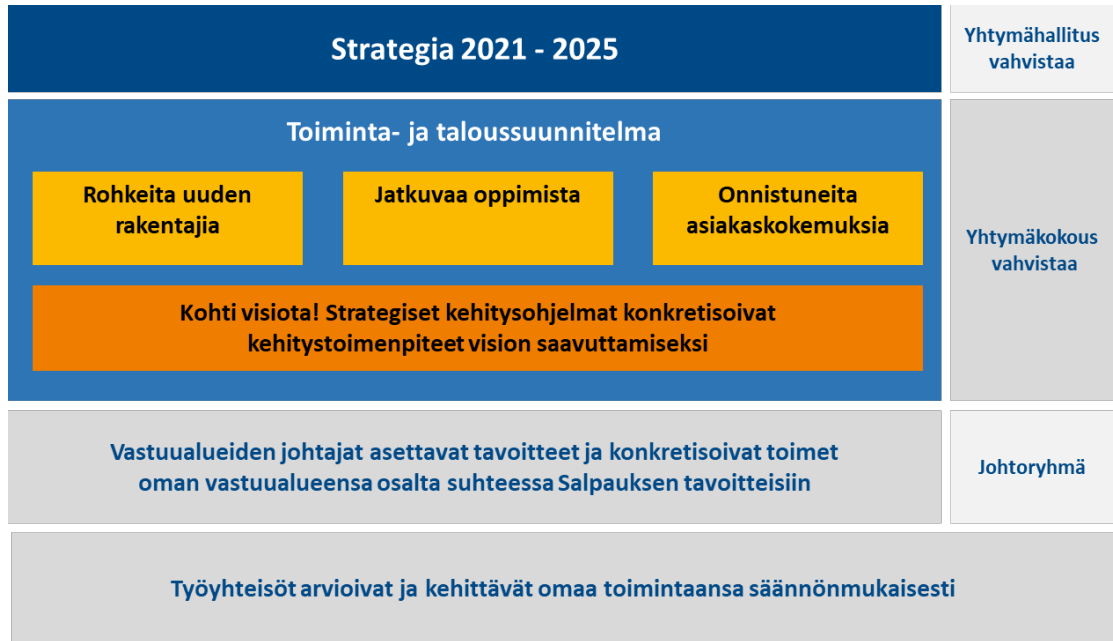 Strategia 2021 - 2025
Yhtymähallitus
vahvistaa
Toiminta- ja taloussuunnitelma
Rohkeita uuden
rakentajia
Jatkuvaa oppimista
Onnistuneita
asiakaskokemuksia
Kohti visiota! Strategiset kehitysohjelmat konkretisoivat
kehitystoimenpiteet vision saavuttamiseksi
Yhtymäkokous
vahvistaa
Vastuualueiden johtajat asettavat tavoitteet ja konkretisoivat toimet
oman vastuualueensa osalta suhteessa Salpauksen tavoitteisiin
Johtoryhmä
Työyhteisöt arvioivat ja kehittävät omaa toimintaansa säännönmukaisesti